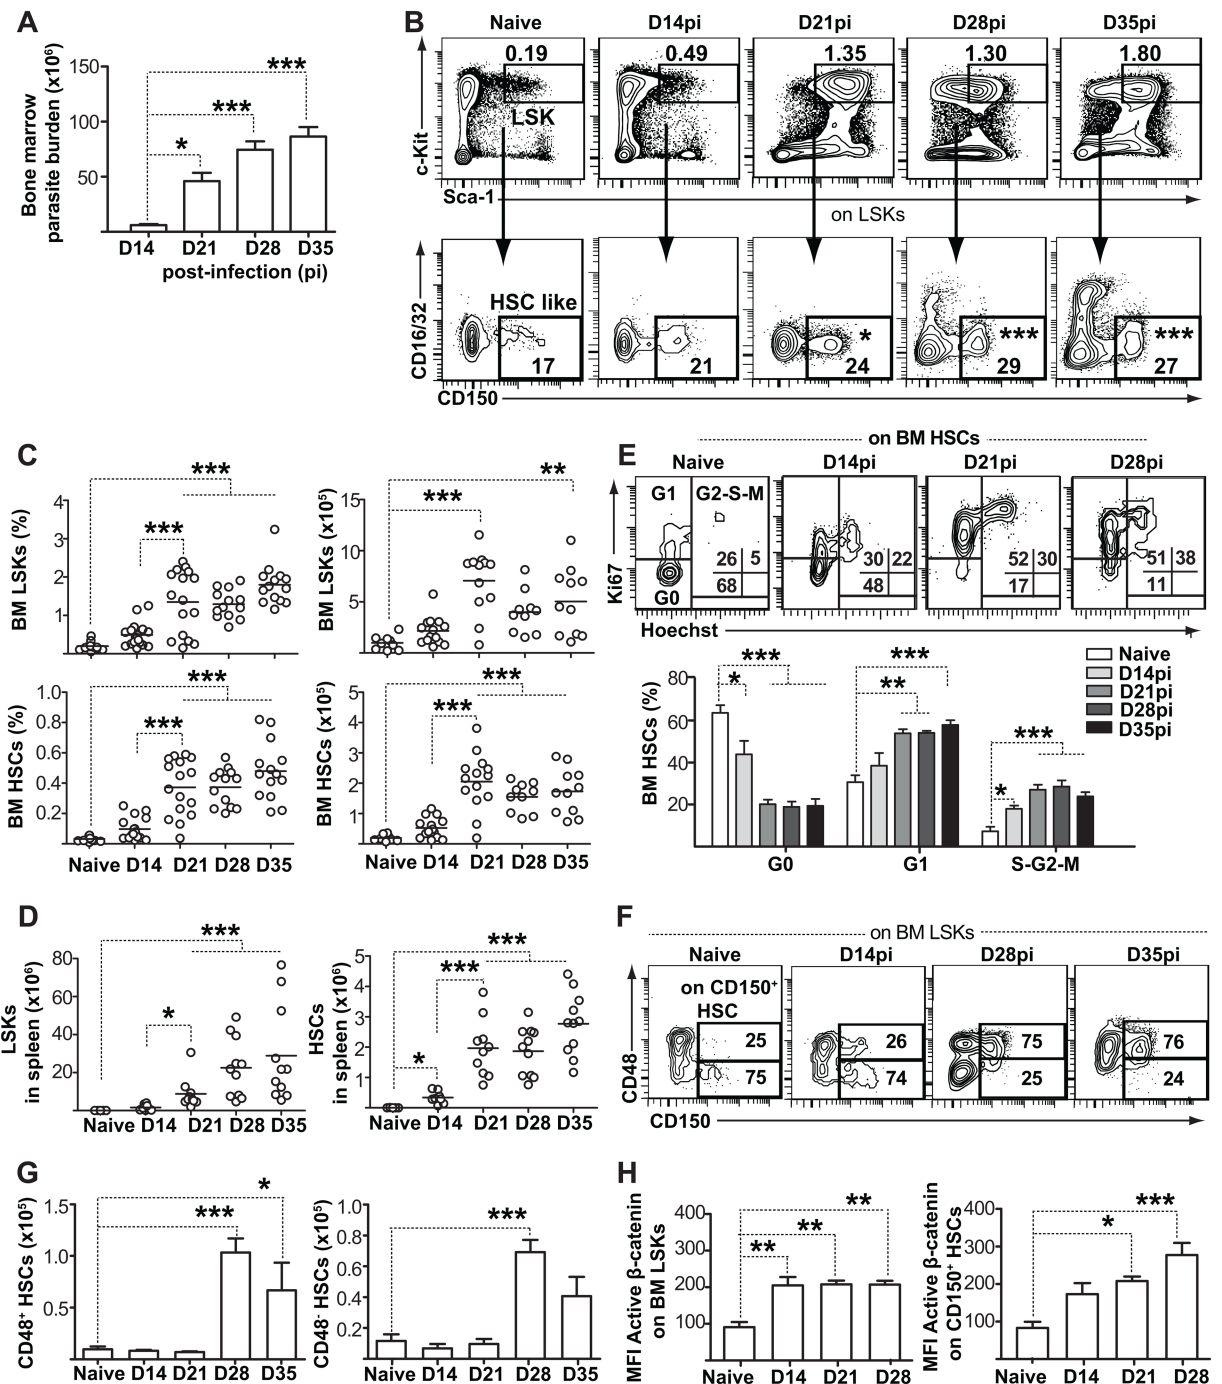 A
Bone marrow
parasite burden (x10⁶)
150
100
50
*
***
***
D14 D21 D28 D35
post-infection (pi)
B
Naive D14pi D21pi D28pi D35pi
0.19 0.49 1.35 1.30 1.80
LSK
c-Kit
Sca-1
on LSKs
HSC like
* *** ***
17 21 24 29 27
CD16/32
CD150
C
BM LSKs (%)
4
3
2
1
***
***
BM LSKs (x10⁵)
15
10
5
***
**
BM HSCs (%)
1.0
0.8
0.6
0.4
0.2
***
***
Naive D14 D21 D28 D35
BM HSCs (x10⁵)
5
4
3
2
1
***
***
Naive D14 D21 D28 D35
D
LSKs
in spleen (x10⁶)
80
60
40
20
***
*
Naive D14 D21 D28 D35
HSCs
in spleen (x10⁶)
5
4
3
2
1
***
***
*
Naive D14 D21 D28 D35
E
on BM HSCs
Naive D14pi D21pi D28pi
G1 G2-S-M
G0
26 5
68
30 22
48
52 30
17
51 38
11
Ki67
Hoechst
BM HSCs (%)
80
60
40
20
*** *
*** **
*** *
G0 G1 S-G2-M
Naive
D14pi
D21pi
D28pi
D35pi
F
on BM LSKs
Naive D14pi D28pi D35pi
on CD150⁺
HSC
25 26 75 76
75 74 25 24
CD48
CD150
G
CD48⁺ HSCs (x10⁵)
1.5
1.0
0.5
*
***
Naive D14 D21 D28 D35
CD48⁻ HSCs (x10⁵)
1.0
0.8
0.6
0.4
0.2
***
Naive D14 D21 D28 D35
H
MFI Active β-catenin
on BM LSKs
400
300
200
100
**
**
**
Naive D14 D21 D28
MFI Active β-catenin
on CD150⁺ HSCs
400
300
200
100
***
*
Naive D14 D21 D28